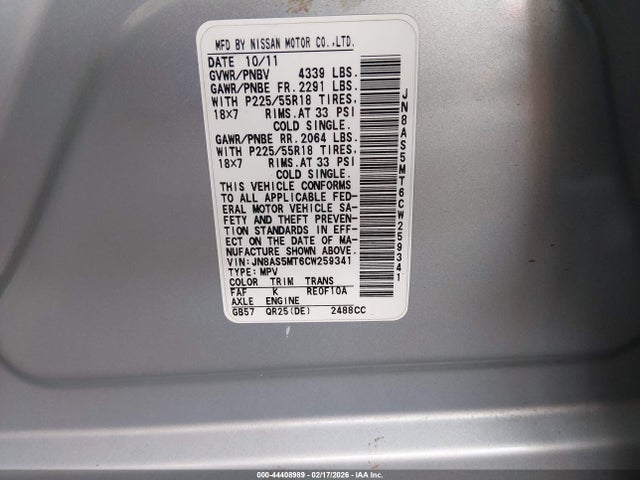 MFD BY NISSAN MOTOR CO.,LTD.
DATE 10/11
GVWR/PNBV 4339 LBS.
GAWR/PNBE FR.2291 LBS.
WITH P225/55R18 TIRES.
18X7 RIMS.AT 33 PSI
COLD SINGLE.
GAWR/PNBE RR.2064 LBS.
WITH P225/55R18 TIRES.
18X7 RIMS.AT 33 PSI
COLD SINGLE.
THIS VEHICLE CONFORMS
TO ALL APPLICABLE FED-
ERAL MOTOR VEHICLE SA-
FETY AND THEFT PREVEN-
TION STANDARDS IN EFF-
ECT ON THE DATE OF MA-
NUFACTURE SHOWN ABOVE.
VIN:JN8AS5MT6CW259341
TYPE:MPV
COLOR TRIM TRANS
FAF K RE0F10A
AXLE ENGINE
GB57 QR25(DE) 2488CC
JN8AS5MT6CW259341
000-44408989 | 02/17/2026 | IAA Inc.